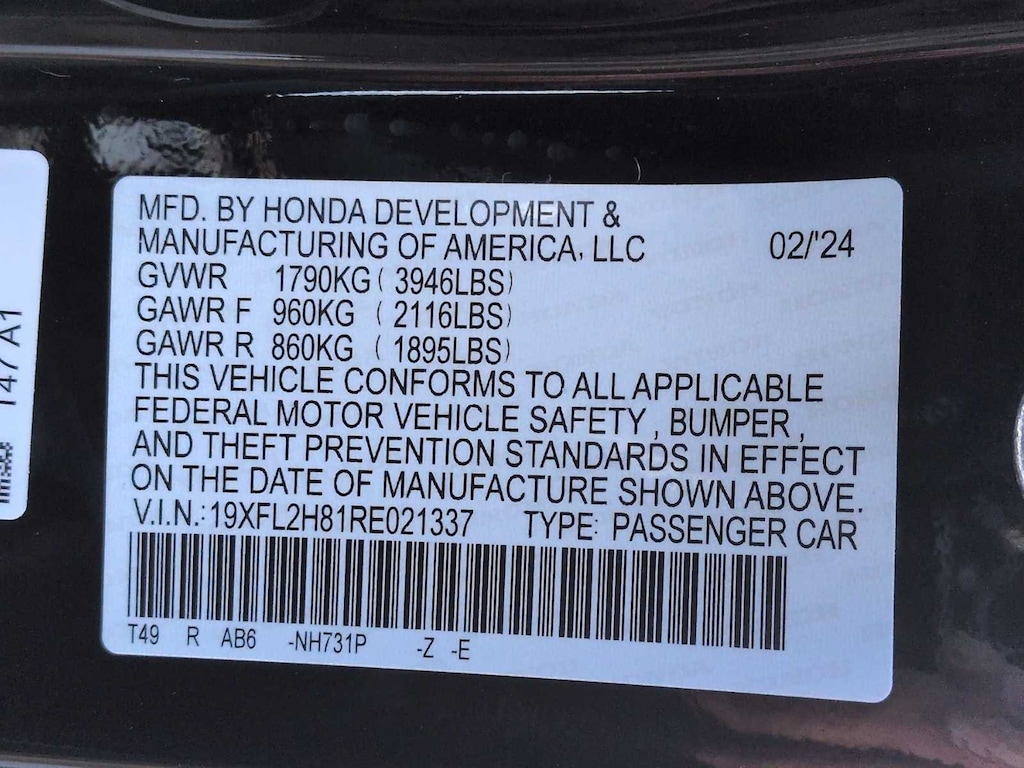 MFD. BY HONDA DEVELOPMENT &
MANUFACTURING OF AMERICA, LLC 02/'24
GVWR 1790KG ( 3946LBS)
GAWR F 960KG ( 2116LBS)
GAWR R 860KG ( 1895LBS)
THIS VEHICLE CONFORMS TO ALL APPLICABLE
FEDERAL MOTOR VEHICLE SAFETY , BUMPER ,
AND THEFT PREVENTION STANDARDS IN EFFECT
ON THE DATE OF MANUFACTURE SHOWN ABOVE.
V.I.N.: 19XFL2H81RE021337 TYPE: PASSENGER CAR
T49 R AB6 -NH731P -Z -E